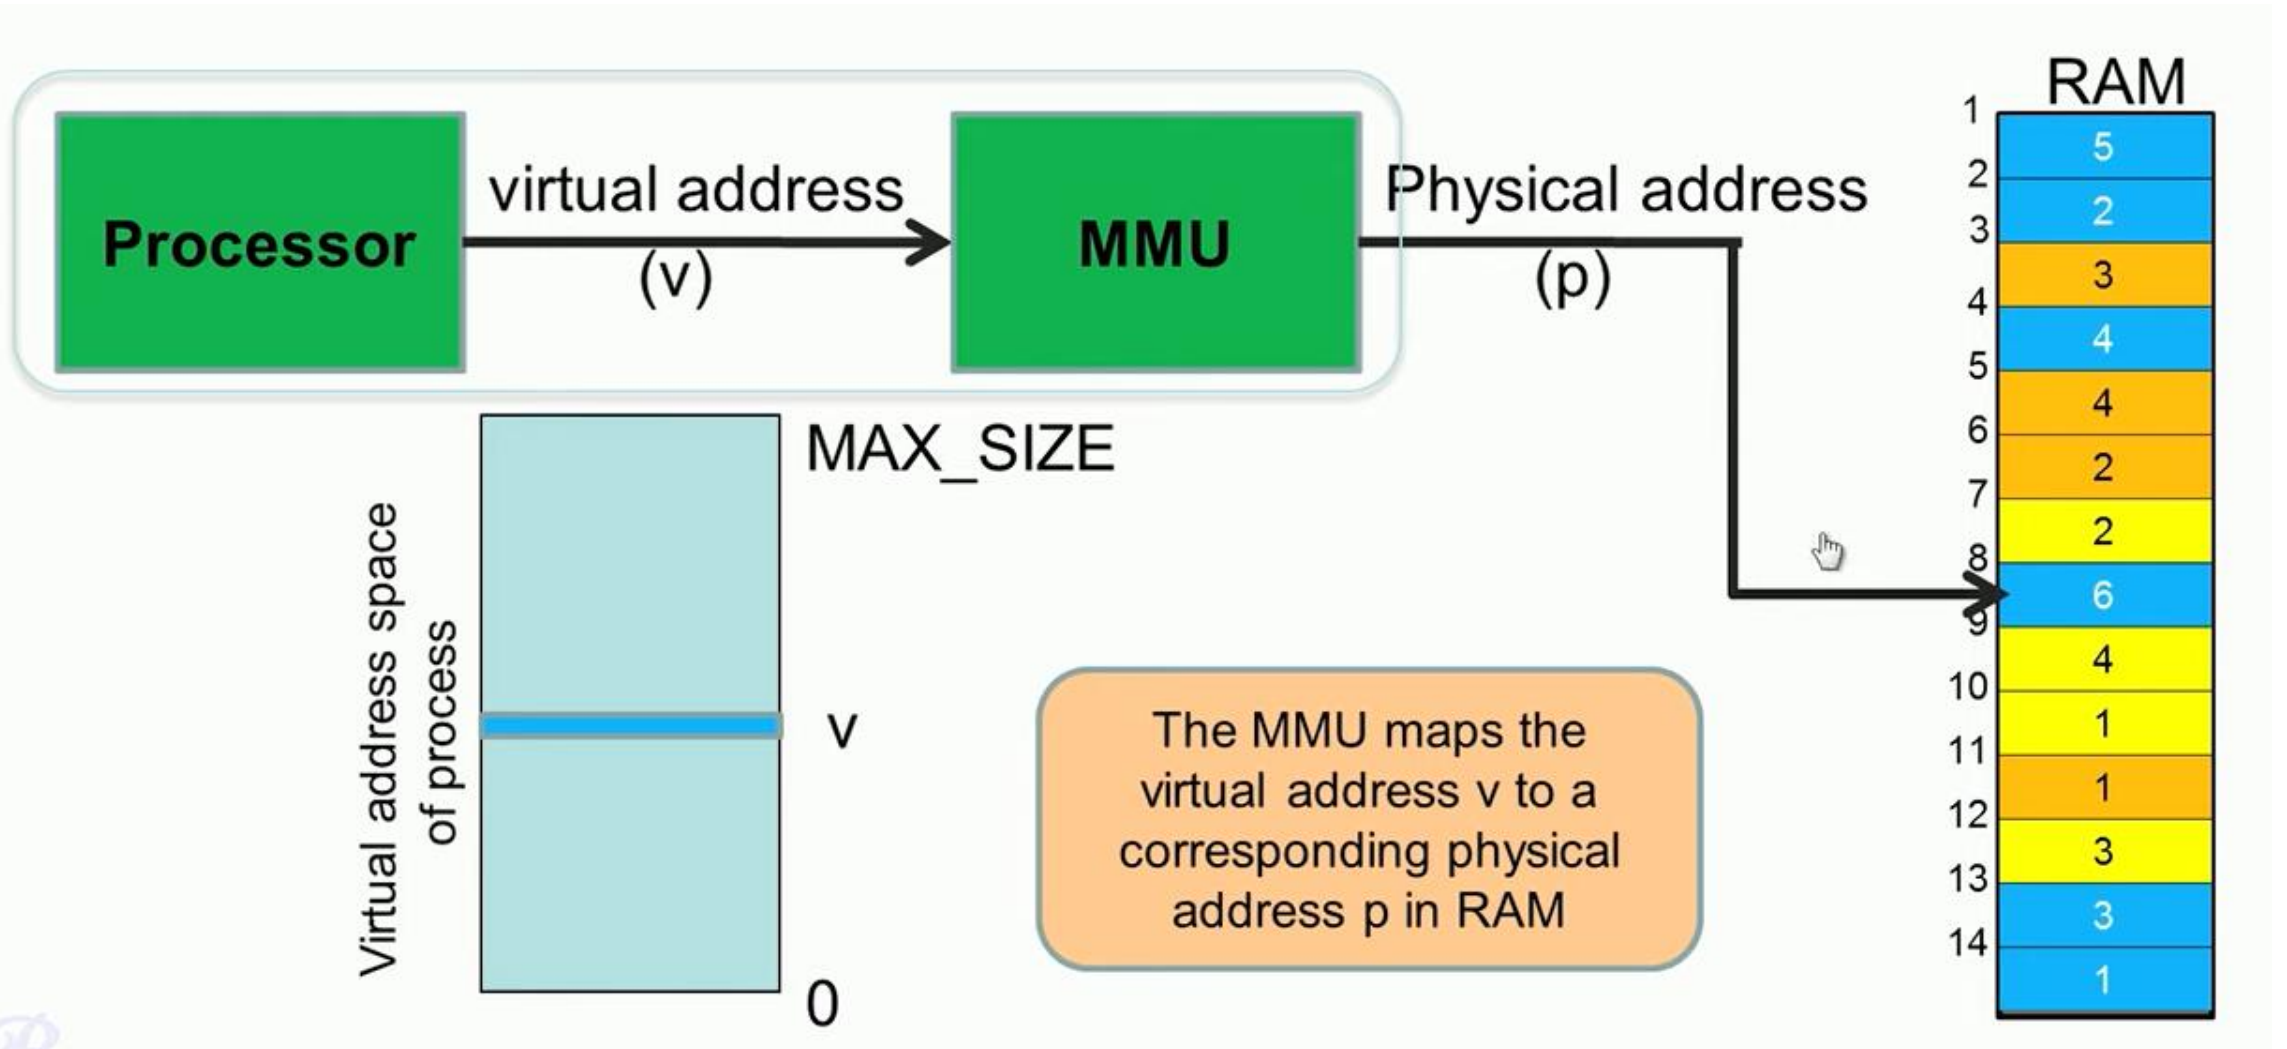 Processor
virtual address
(v)
MMU
Physical address
(p)
RAM
1
5
2
2
3
3
4
4
5
4
6
2
7
2
8
6
9
4
10
1
11
1
12
3
13
3
14
1
MAX_SIZE
Virtual address space
of process
v
0
The MMU maps the
virtual address v to a
corresponding physical
address p in RAM